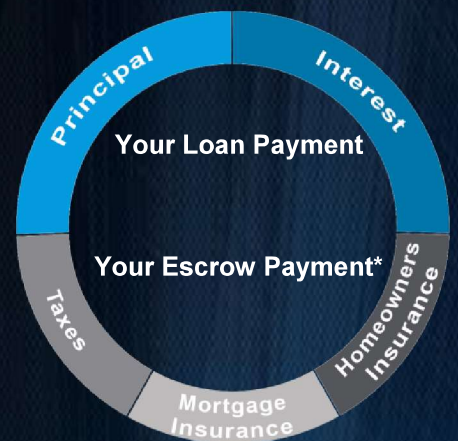 Principal
Interest
Your Loan Payment
Your Escrow Payment*
Taxes
Homeowners
Insurance
Mortgage
Insurance